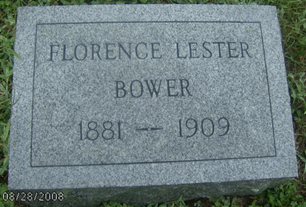 FLORENCE LESTER
BOWER
1881 -- 1909
08/28/2008